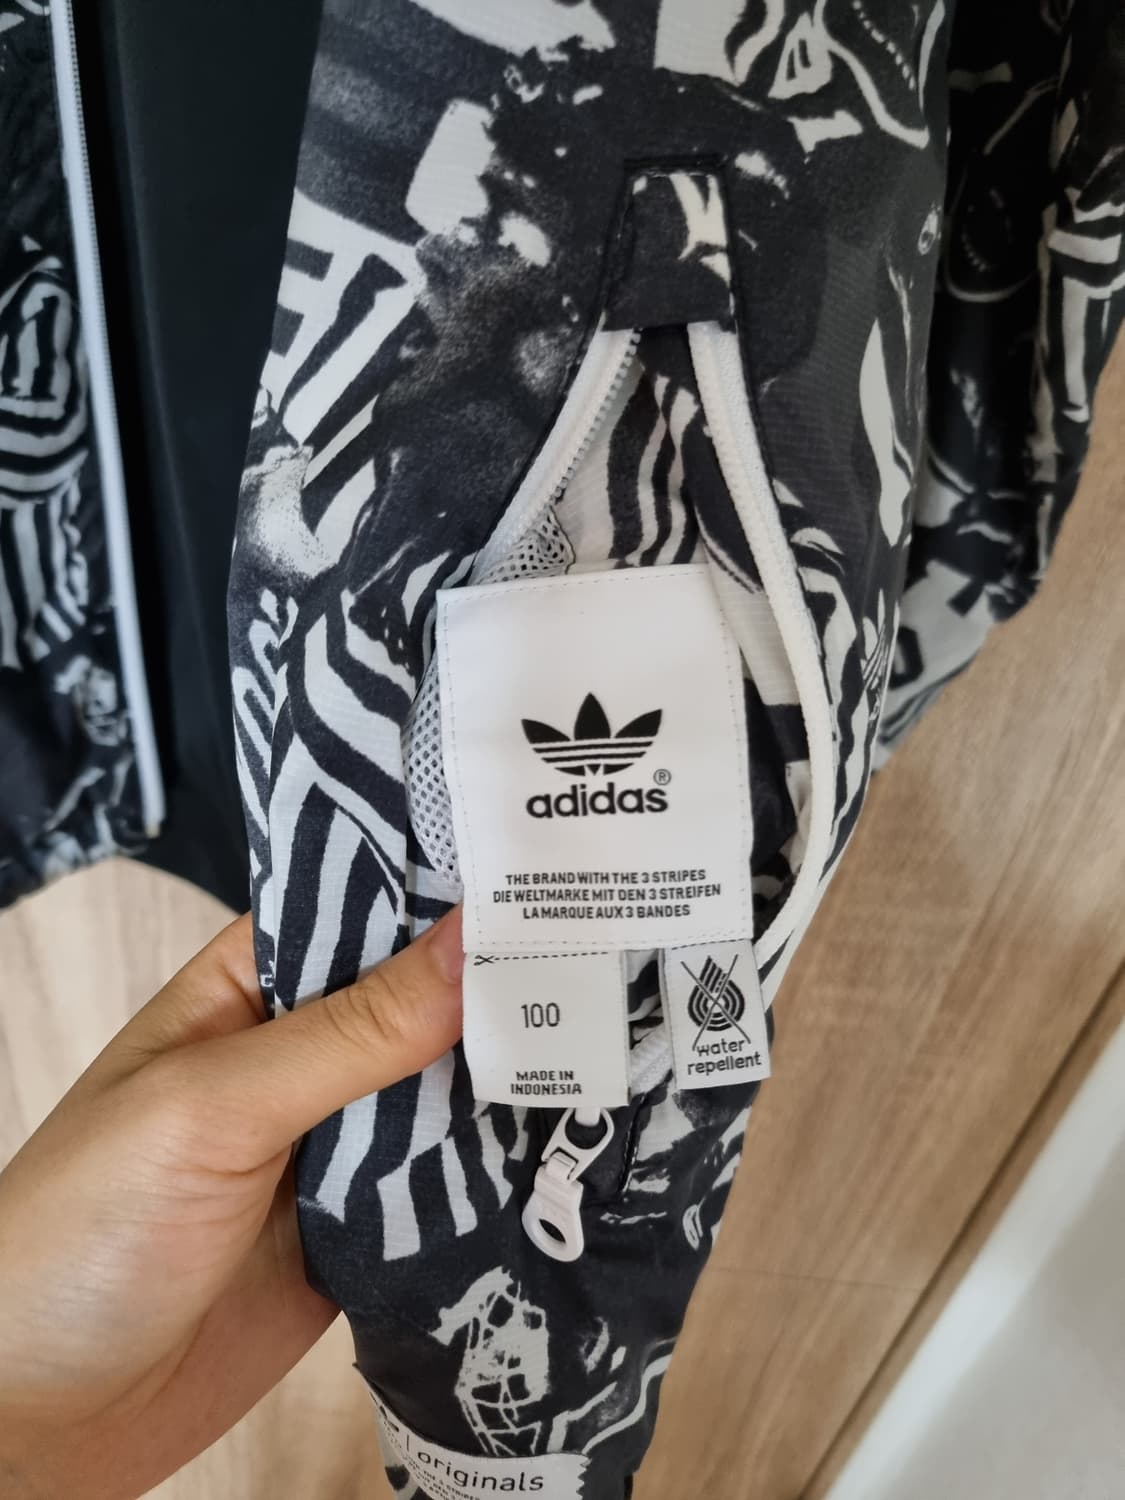 adidas®
THE BRAND WITH THE 3 STRIPES
DIE WELTMARKE MIT DEN 3 STREIFEN
LA MARQUE AUX 3 BANDES
100
MADE IN
INDONESIA
water
repellent
originals